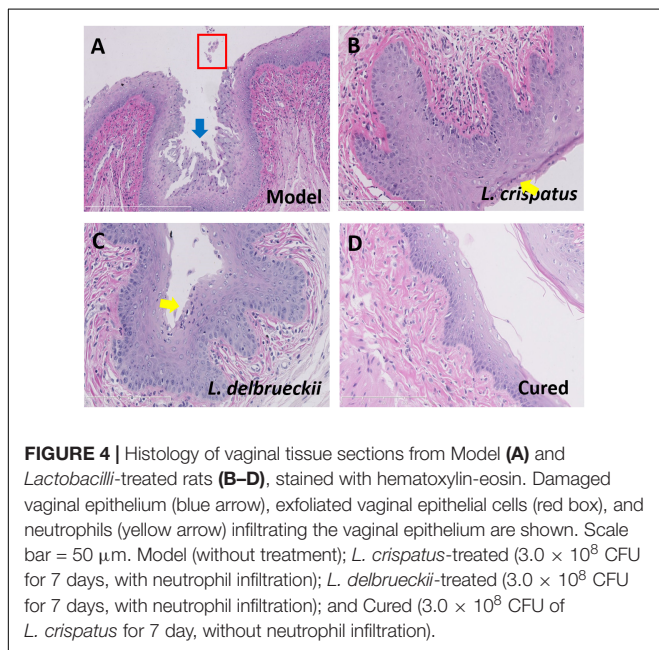 A
Model
B
L. crispatus
C
L. delbrueckii
D
Cured
FIGURE 4 | Histology of vaginal tissue sections from Model (A) and
Lactobacilli-treated rats (B–D), stained with hematoxylin-eosin. Damaged
vaginal epithelium (blue arrow), exfoliated vaginal epithelial cells (red box), and
neutrophils (yellow arrow) infiltrating the vaginal epithelium are shown. Scale
bar = 50 μm. Model (without treatment); L. crispatus-treated (3.0 × 10⁸ CFU
for 7 days, with neutrophil infiltration); L. delbrueckii-treated (3.0 × 10⁸ CFU
for 7 days, with neutrophil infiltration); and Cured (3.0 × 10⁸ CFU of
L. crispatus for 7 day, without neutrophil infiltration).